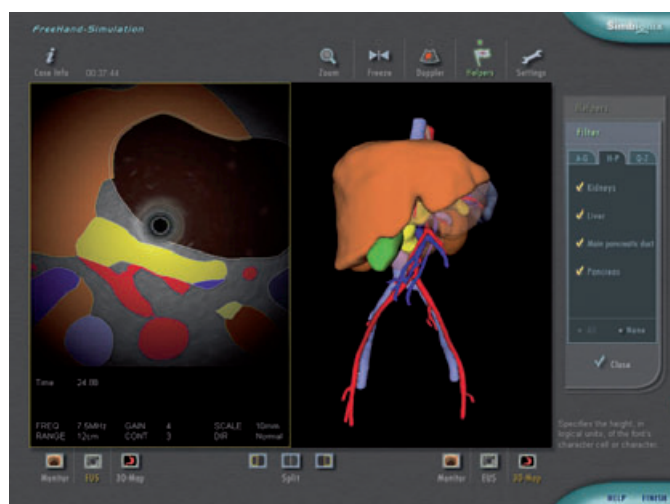 FreeHand-Simulation
Simbionix
Case Info 00:37:44
Zoom Freeze Doppler Helpers Settings
Helpers
Filter
A-G H-P Q-Z
Kidneys
Liver
Main pancreatic duct
Pancreas
All None
Close
Time 24.08
FREQ 7.5MHz GAIN 4 SCALE 10mm
RANGE 12cm CONT 3 DIR Normal
Specifies the height, in
logical units, of the font's
character cell or character.
Monitor EUS 3D-Map Split Monitor EUS 3D-Map
HELP FINISH